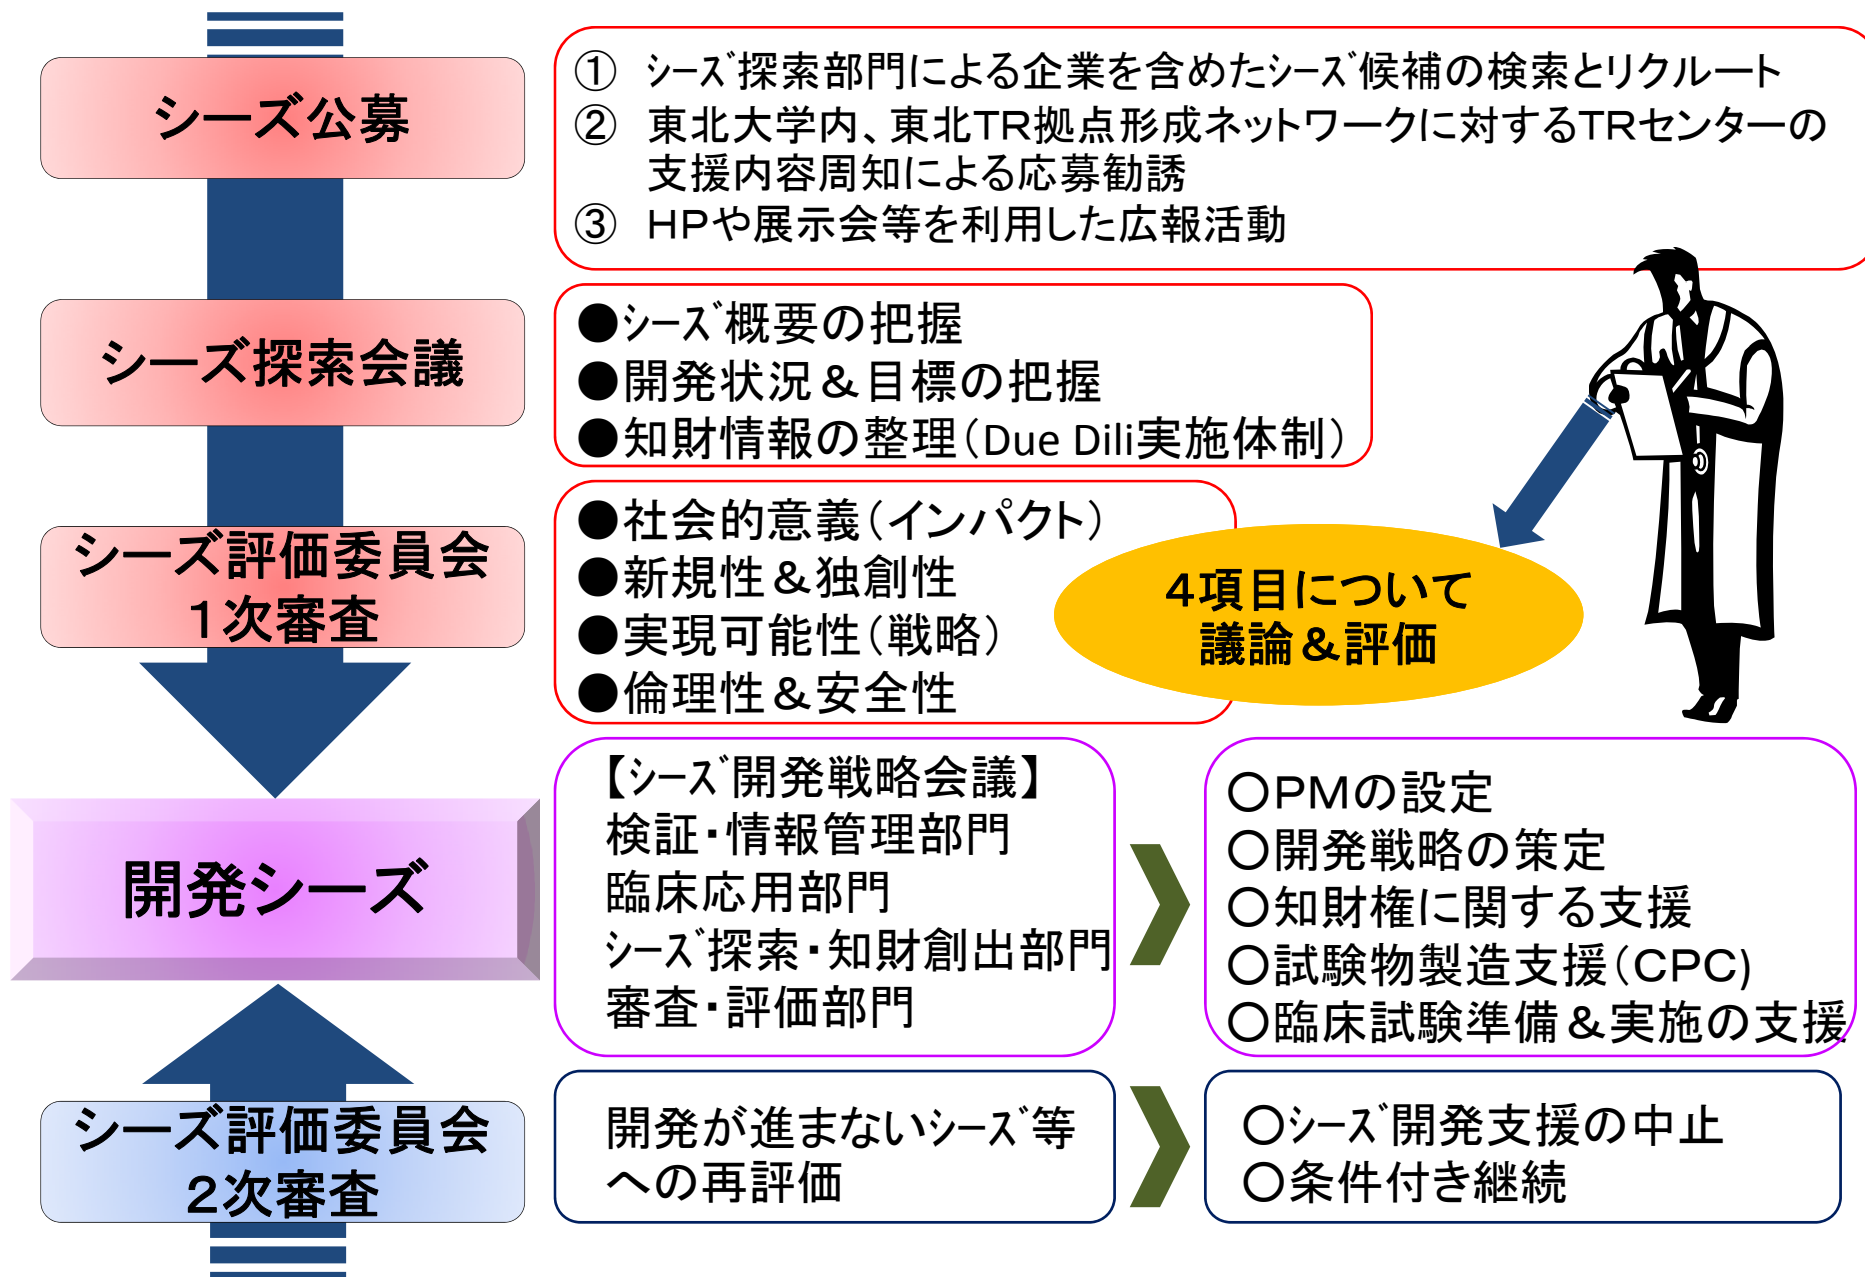 シーズ公募
① シーズ探索部門による企業を含めたシーズ候補の検索とリクルート
② 東北大学内、東北TR拠点形成ネットワークに対するTRセンターの
支援内容周知による応募勧誘
③ HPや展示会等を利用した広報活動
シーズ探索会議
●シーズ概要の把握
●開発状況＆目標の把握
●知財情報の整理(Due Dili実施体制)
シーズ評価委員会
1次審査
●社会的意義(インパクト)
●新規性＆独創性
●実現可能性(戦略)
●倫理性＆安全性
4項目について
議論＆評価
開発シーズ
【シーズ開発戦略会議】
検証・情報管理部門
臨床応用部門
シーズ探索・知財創出部門
審査・評価部門
○PMの設定
○開発戦略の策定
○知財権に関する支援
○試験物製造支援(CPC)
○臨床試験準備＆実施の支援
シーズ評価委員会
2次審査
開発が進まないシーズ等
への再評価
○シーズ開発支援の中止
○条件付き継続